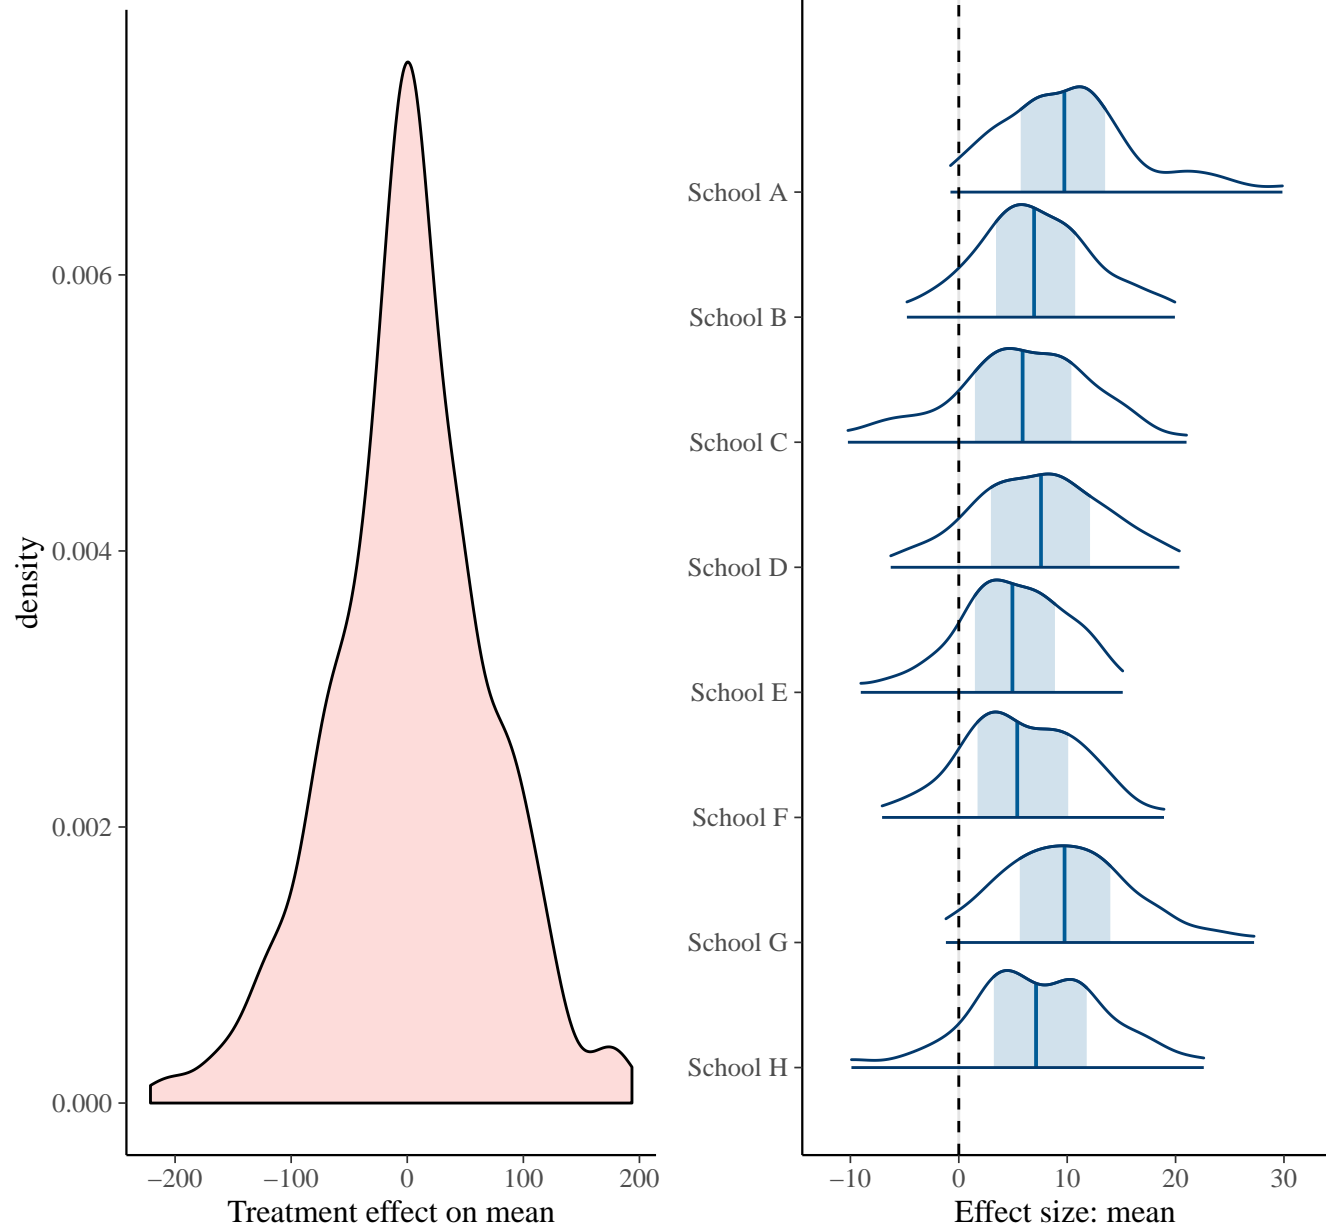 density
0.006
0.004
0.002
0.000
−200 −100 0 100 200
Treatment effect on mean
School A
School B
School C
School D
School E
School F
School G
School H
−10 0 10 20 30
Effect size: mean